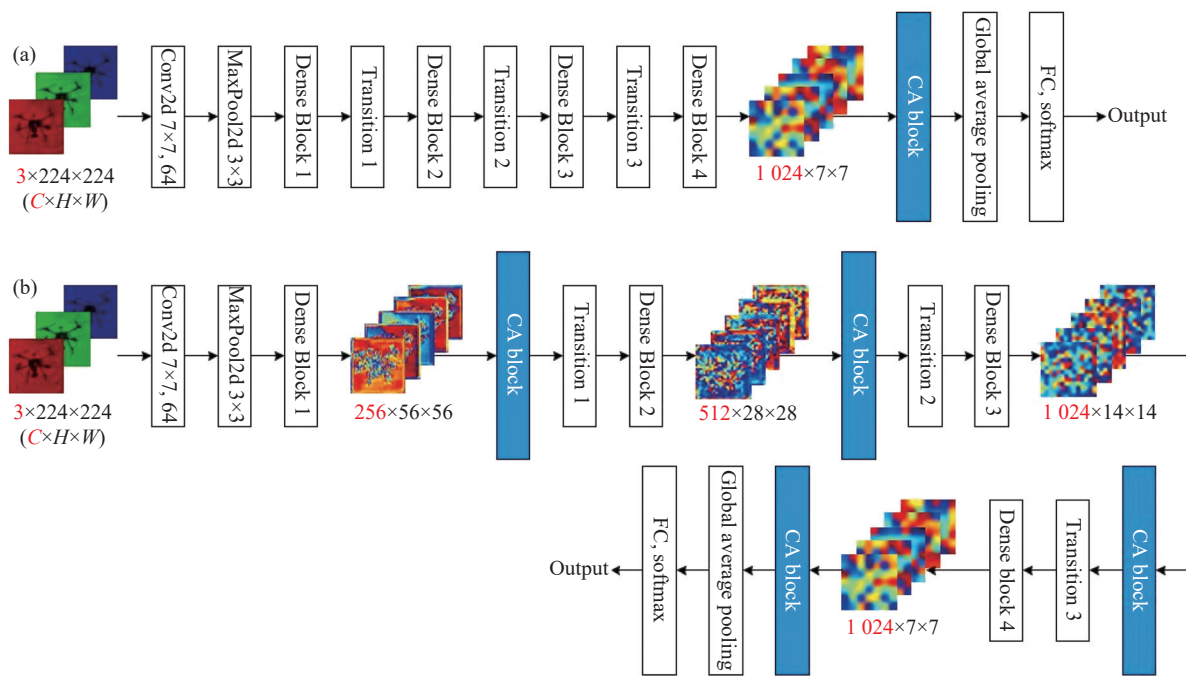 (a)
3×224×224
(C×H×W)
Conv2d 7×7, 64
MaxPool2d 3×3
Dense Block 1
Transition 1
Dense Block 2
Transition 2
Dense Block 3
Transition 3
Dense Block 4
1 024×7×7
CA block
Global average pooling
FC, softmax
Output
(b)
3×224×224
(C×H×W)
Conv2d 7×7, 64
MaxPool2d 3×3
Dense Block 1
256×56×56
CA block
Transition 1
Dense Block 2
512×28×28
CA block
Transition 2
Dense Block 3
1 024×14×14
CA block
Transition 3
Dense block 4
1 024×7×7
CA block
Global average pooling
FC, softmax
Output